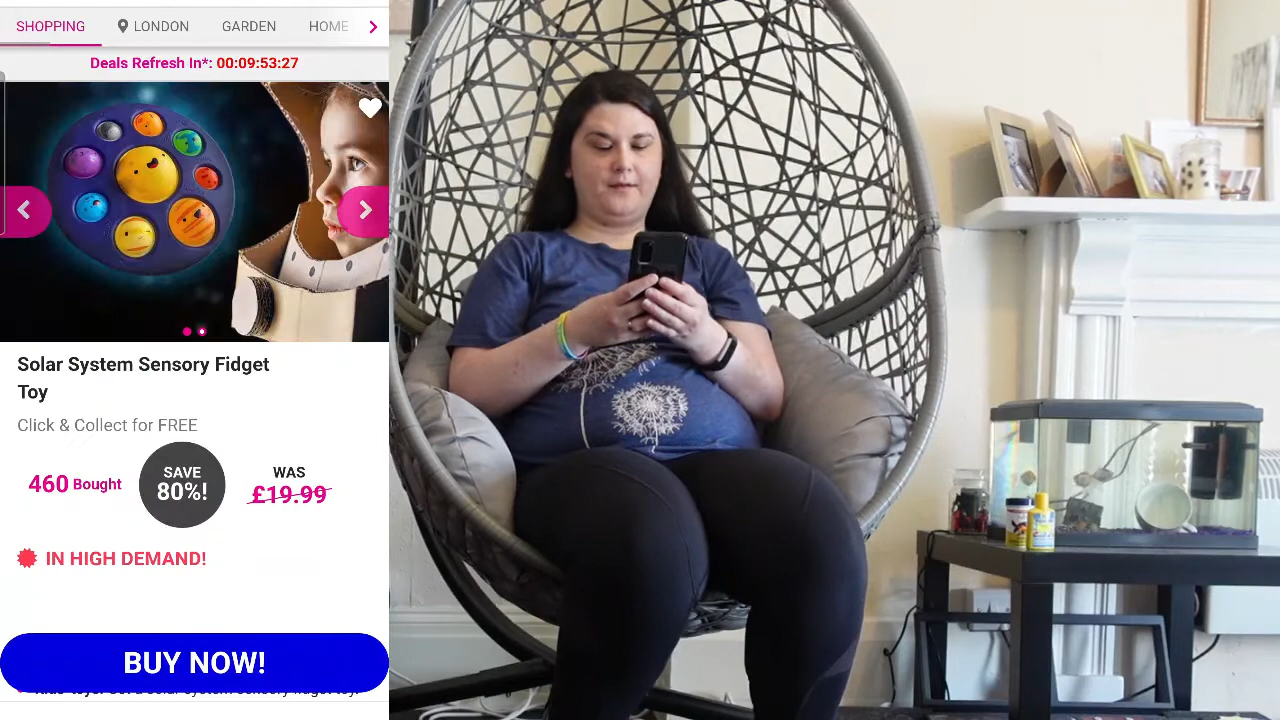 SHOPPING LONDON GARDEN HOME
Deals Refresh In*: 00:09:53:27
Solar System Sensory Fidget
Toy
Click & Collect for FREE
460 Bought
SAVE
80%!
WAS
£19.99
IN HIGH DEMAND!
BUY NOW!